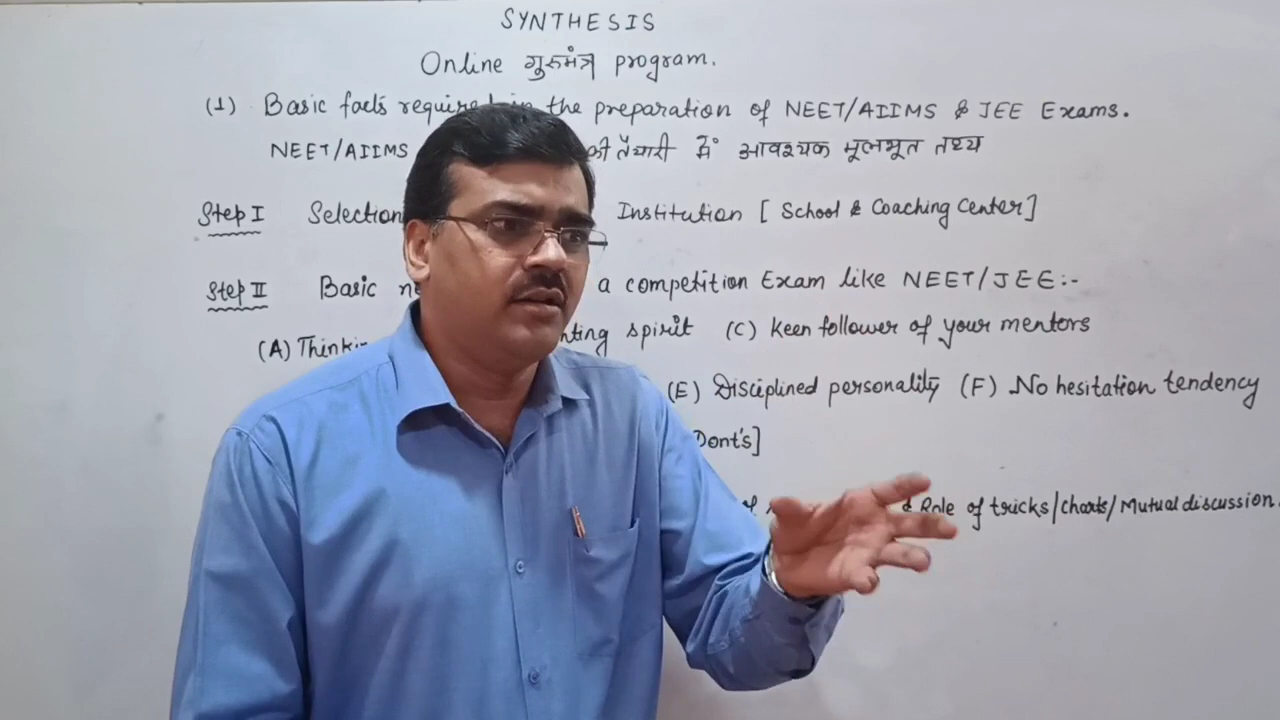 SYNTHESIS
Online गुरुमंत्र program.
(1) Basic facts required in the preparation of NEET/AIIMS & JEE Exams.
NEET/AIIMS की तैयारी में आवश्यक मूलभूत तथ्य
Step I Selection Institution [School & Coaching Center]
Step II Basic a competition Exam like NEET/JEE:-
(A) spirit (C) Keen follower of your mentors
(E) Disciplined personality (F) No hesitation tendency
Dont's]
& Role of tricks/Charts/Mutual discussion.